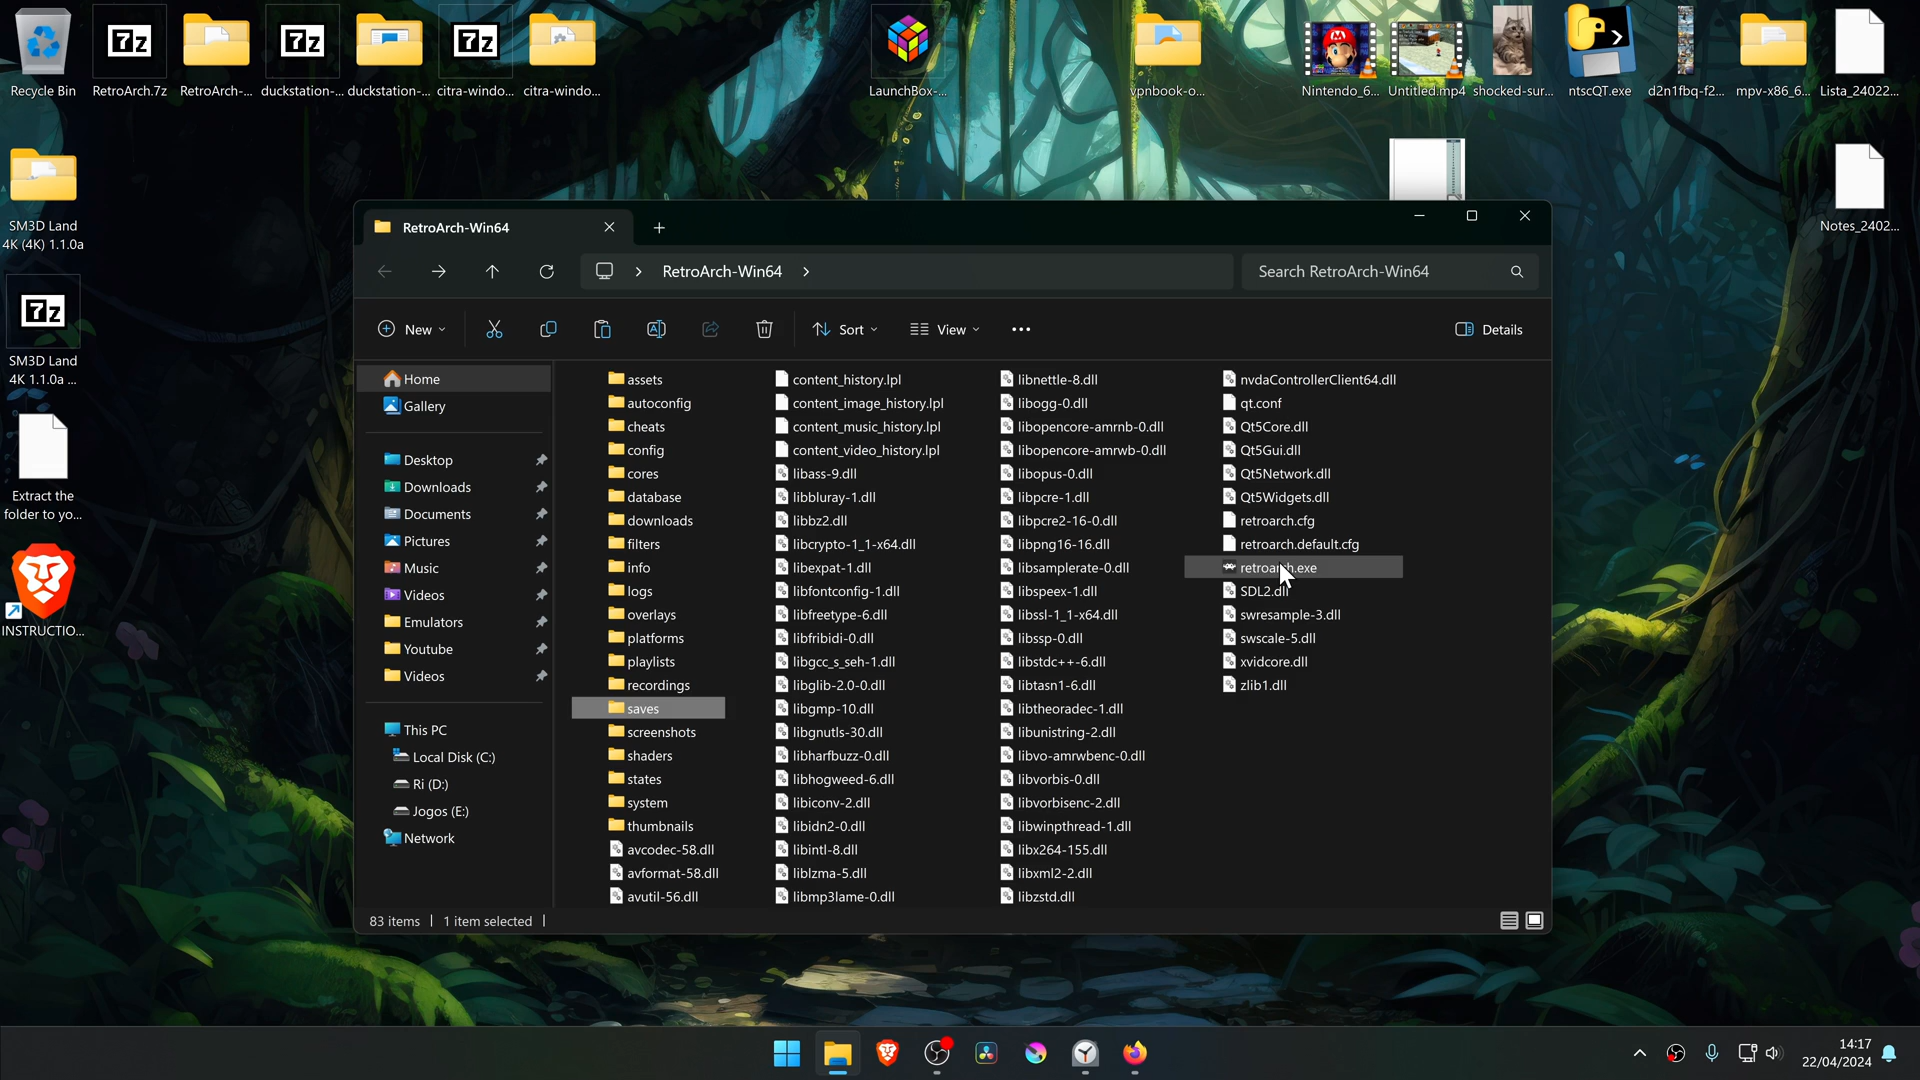 Recycle Bin
RetroArch.7z
RetroArch-...
duckstation-...
duckstation-...
citra-windo...
citra-windo...
LaunchBox-...
vpnbook-o...
Nintendo_6...
Untitled.mp4
shocked-sur...
ntscQT.exe
d2n1fbq-f2...
mpv-x86_6...
Lista_24022...
SM3D Land
4K (4K) 1.1.0a
SM3D Land
4K 1.1.0a ...
Extract the
folder to yo...
INSTRUCTIO...
Notes_2402...
7z
7z
7z
7z
RetroArch-Win64
RetroArch-Win64
Search RetroArch-Win64
New
Sort
View
Details
Home
Gallery
Desktop
Downloads
Documents
Pictures
Music
Videos
Emulators
Youtube
Videos
This PC
Local Disk (C:)
Ri (D:)
Jogos (E:)
Network
assets
autoconfig
cheats
config
cores
database
downloads
filters
info
logs
overlays
platforms
playlists
recordings
saves
screenshots
shaders
states
system
thumbnails
avcodec-58.dll
avformat-58.dll
avutil-56.dll
content_history.lpl
content_image_history.lpl
content_music_history.lpl
content_video_history.lpl
libass-9.dll
libbluray-1.dll
libbz2.dll
libcrypto-1_1-x64.dll
libexpat-1.dll
libfontconfig-1.dll
libfreetype-6.dll
libfribidi-0.dll
libgcc_s_seh-1.dll
libglib-2.0-0.dll
libgmp-10.dll
libgnutls-30.dll
libharfbuzz-0.dll
libhogweed-6.dll
libiconv-2.dll
libidn2-0.dll
libintl-8.dll
liblzma-5.dll
libmp3lame-0.dll
libnettle-8.dll
libogg-0.dll
libopencore-amrnb-0.dll
libopencore-amrwb-0.dll
libopus-0.dll
libpcre-1.dll
libpcre2-16-0.dll
libpng16-16.dll
libsamplerate-0.dll
libspeex-1.dll
libssl-1_1-x64.dll
libssp-0.dll
libstdc++-6.dll
libtasn1-6.dll
libtheoradec-1.dll
libunistring-2.dll
libvo-amrwbenc-0.dll
libvorbis-0.dll
libvorbisenc-2.dll
libwinpthread-1.dll
libx264-155.dll
libxml2-2.dll
libzstd.dll
nvdaControllerClient64.dll
qt.conf
Qt5Core.dll
Qt5Gui.dll
Qt5Network.dll
Qt5Widgets.dll
retroarch.cfg
retroarch.default.cfg
retroarch.exe
SDL2.dll
swresample-3.dll
swscale-5.dll
xvidcore.dll
zlib1.dll
83 items
1 item selected
14:17
22/04/2024